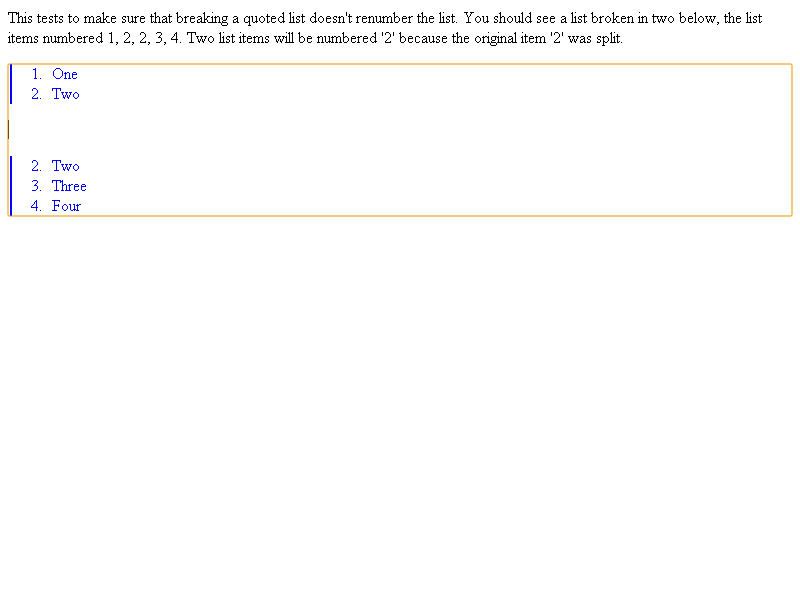 This tests to make sure that breaking a quoted list doesn't renumber the list. You should see a list broken in two below, the list
items numbered 1, 2, 2, 3, 4. Two list items will be numbered '2' because the original item '2' was split.
1. One
2. Two
2. Two
3. Three
4. Four